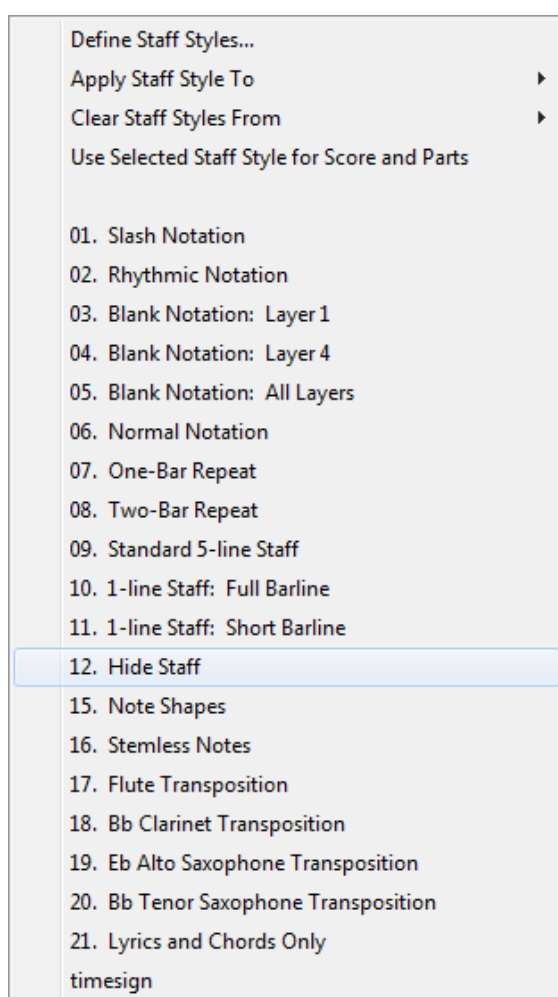 Define Staff Styles...
Apply Staff Style To
Clear Staff Styles From
Use Selected Staff Style for Score and Parts
01. Slash Notation
02. Rhythmic Notation
03. Blank Notation: Layer 1
04. Blank Notation: Layer 4
05. Blank Notation: All Layers
06. Normal Notation
07. One-Bar Repeat
08. Two-Bar Repeat
09. Standard 5-line Staff
10. 1-line Staff: Full Barline
11. 1-line Staff: Short Barline
12. Hide Staff
15. Note Shapes
16. Stemless Notes
17. Flute Transposition
18. Bb Clarinet Transposition
19. Eb Alto Saxophone Transposition
20. Bb Tenor Saxophone Transposition
21. Lyrics and Chords Only
timesign